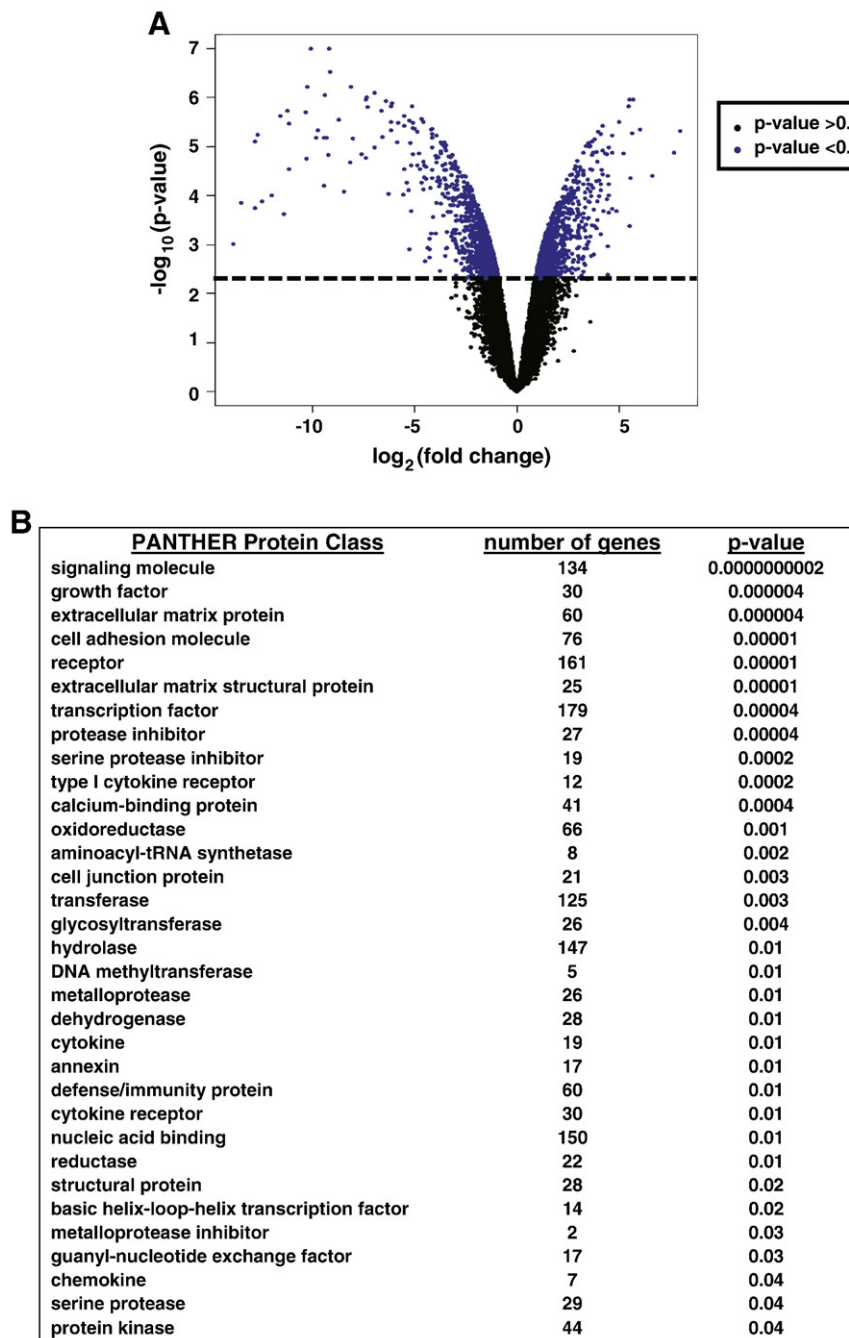 A
7
6
5
4
3
2
1
0
-log10(p-value)
-10
-5
0
5
log2(fold change)
p-value >0.
p-value <0.
B
PANTHER Protein Class number of genes p-value
signaling molecule 134 0.0000000002
growth factor 30 0.000004
extracellular matrix protein 60 0.000004
cell adhesion molecule 76 0.00001
receptor 161 0.00001
extracellular matrix structural protein 25 0.00001
transcription factor 179 0.00004
protease inhibitor 27 0.00004
serine protease inhibitor 19 0.0002
type I cytokine receptor 12 0.0002
calcium-binding protein 41 0.0004
oxidoreductase 66 0.001
aminoacyl-tRNA synthetase 8 0.002
cell junction protein 21 0.003
transferase 125 0.003
glycosyltransferase 26 0.004
hydrolase 147 0.01
DNA methyltransferase 5 0.01
metalloprotease 26 0.01
dehydrogenase 28 0.01
cytokine 19 0.01
annexin 17 0.01
defense/immunity protein 60 0.01
cytokine receptor 30 0.01
nucleic acid binding 150 0.01
reductase 22 0.01
structural protein 28 0.02
basic helix-loop-helix transcription factor 14 0.02
metalloprotease inhibitor 2 0.03
guanyl-nucleotide exchange factor 17 0.03
chemokine 7 0.04
serine protease 29 0.04
protein kinase 44 0.04